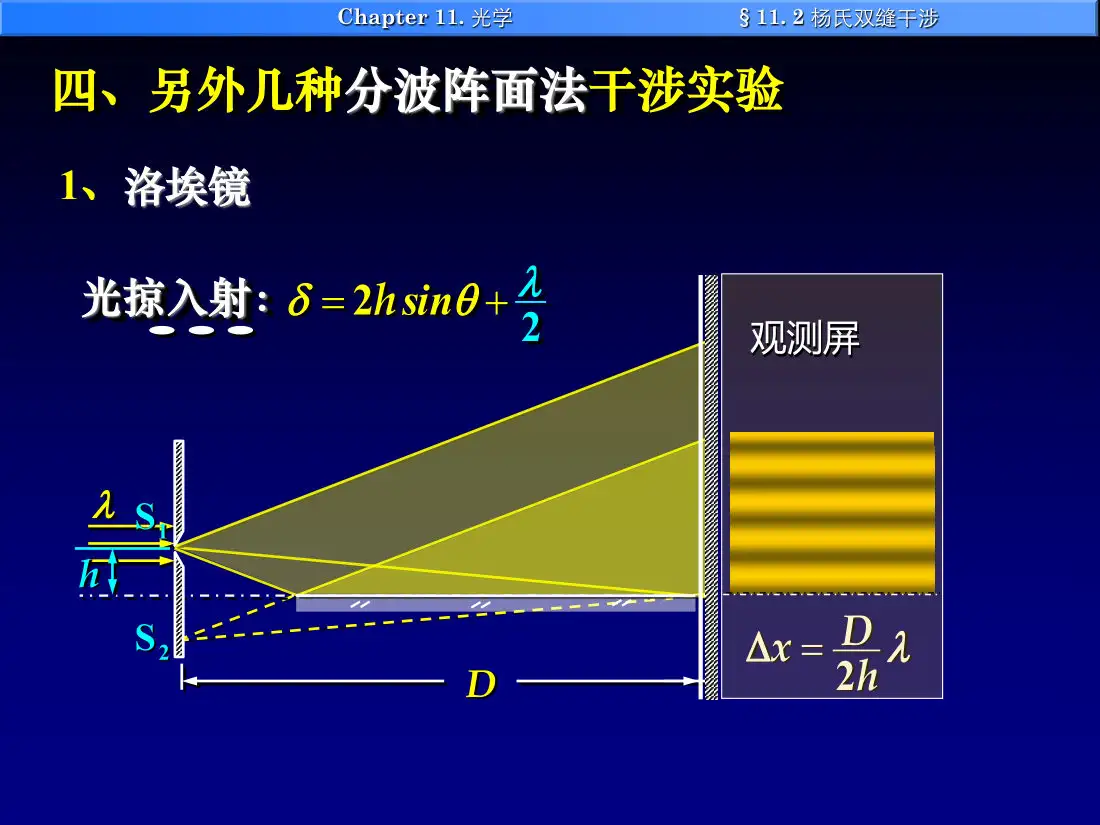 Chapter 11. 光学 §11. 2 杨氏双缝干涉
四、另外几种分波阵面法干涉实验
1、洛埃镜
光掠入射: δ = 2h sinθ + λ/2
观测屏
λ
S1
h
S2
D
Δx = D/2h λ